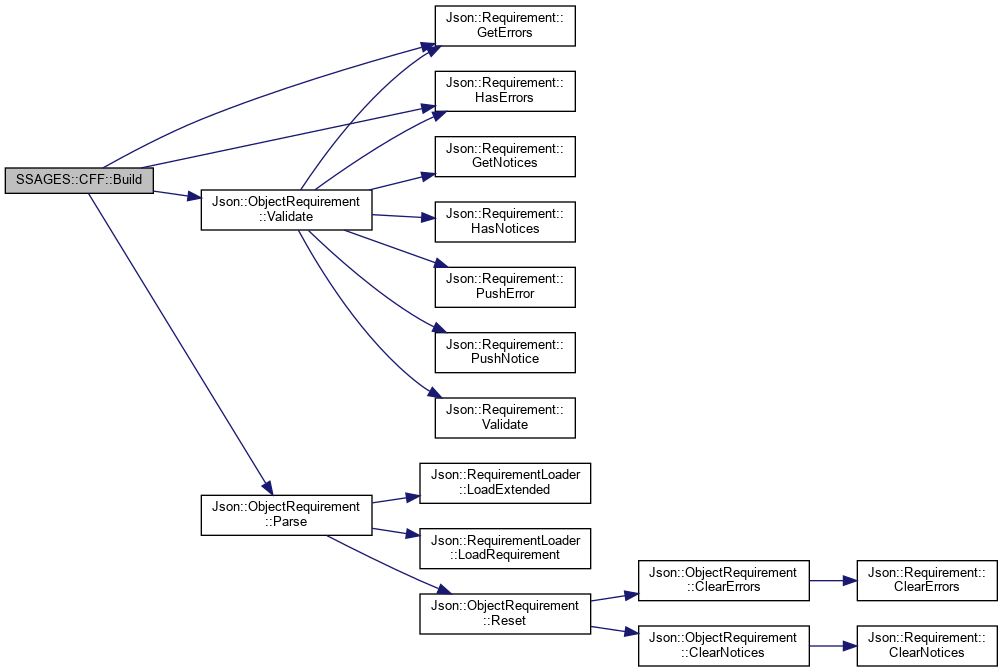 SSAGES::CFF::Build
Json::ObjectRequirement
::Validate
Json::Requirement::
GetErrors
Json::Requirement::
HasErrors
Json::Requirement::
GetNotices
Json::Requirement::
HasNotices
Json::Requirement::
PushError
Json::Requirement::
PushNotice
Json::Requirement::
Validate
Json::ObjectRequirement
::Parse
Json::RequirementLoader
::LoadExtended
Json::RequirementLoader
::LoadRequirement
Json::ObjectRequirement
::Reset
Json::ObjectRequirement
::ClearErrors
Json::Requirement::
ClearErrors
Json::ObjectRequirement
::ClearNotices
Json::Requirement::
ClearNotices